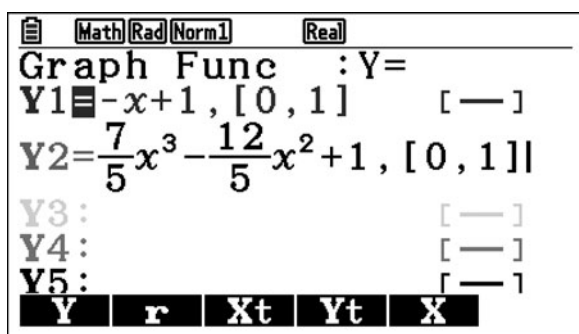 Math Rad Norm1 Real
Graph Func :Y=
Y1=-x+1,[0,1] [—]
Y2=7/5x³-12/5x²+1,[0,1]
Y3: [—]
Y4: [—]
Y5: [—]
Y r Xt Yt X